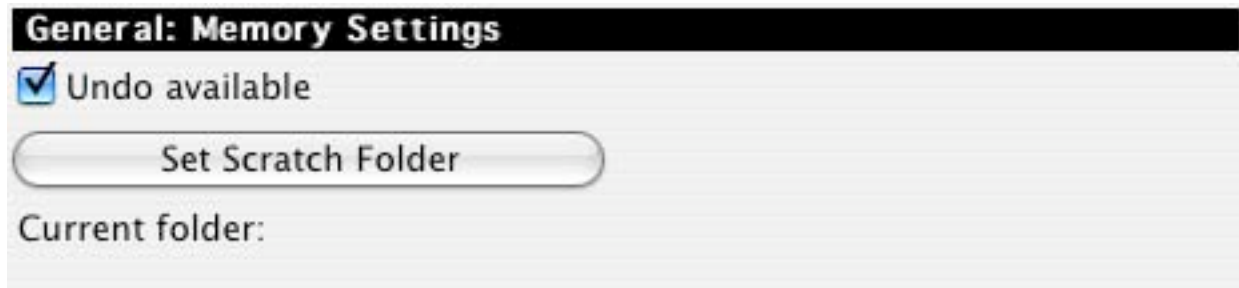 General: Memory Settings
Undo available
Set Scratch Folder
Current folder: